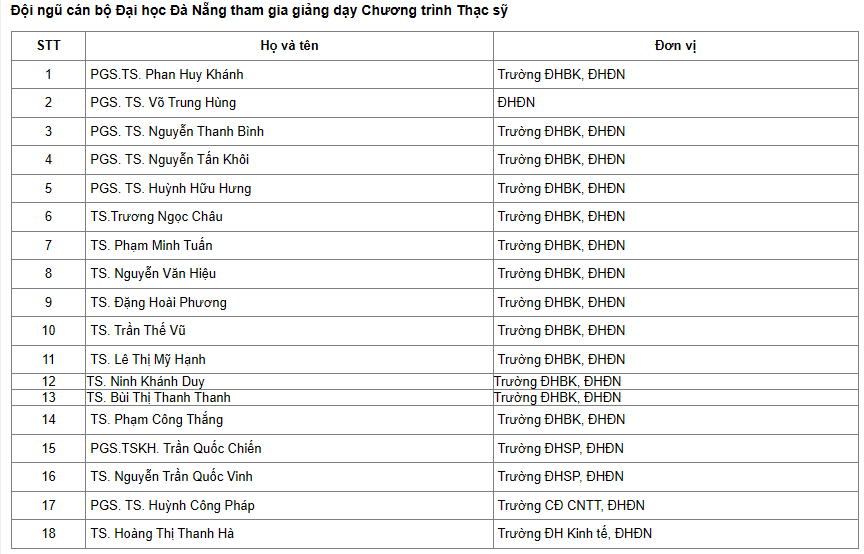 Đội ngũ cán bộ Đại học Đà Nẵng tham gia giảng dạy Chương trình Thạc sỹ
STT Họ và tên Đơn vị
1 PGS.TS. Phan Huy Khánh Trường ĐHBK, ĐHĐN
2 PGS. TS. Võ Trung Hùng ĐHĐN
3 PGS. TS. Nguyễn Thanh Bình Trường ĐHBK, ĐHĐN
4 PGS. TS. Nguyễn Tấn Khôi Trường ĐHBK, ĐHĐN
5 PGS. TS. Huỳnh Hữu Hưng Trường ĐHBK, ĐHĐN
6 TS.Trương Ngọc Châu Trường ĐHBK, ĐHĐN
7 TS. Phạm Minh Tuấn Trường ĐHBK, ĐHĐN
8 TS. Nguyễn Văn Hiệu Trường ĐHBK, ĐHĐN
9 TS. Đặng Hoài Phương Trường ĐHBK, ĐHĐN
10 TS. Trần Thế Vũ Trường ĐHBK, ĐHĐN
11 TS. Lê Thị Mỹ Hạnh Trường ĐHBK, ĐHĐN
12 TS. Ninh Khánh Duy Trường ĐHBK, ĐHĐN
13 TS. Bùi Thị Thanh Thanh Trường ĐHBK, ĐHĐN
14 TS. Phạm Công Thắng Trường ĐHBK, ĐHĐN
15 PGS.TSKH. Trần Quốc Chiến Trường ĐHSP, ĐHĐN
16 TS. Nguyễn Trần Quốc Vinh Trường ĐHSP, ĐHĐN
17 PGS. TS. Huỳnh Công Pháp Trường CĐ CNTT, ĐHĐN
18 TS. Hoàng Thị Thanh Hà Trường ĐH Kinh tế, ĐHĐN